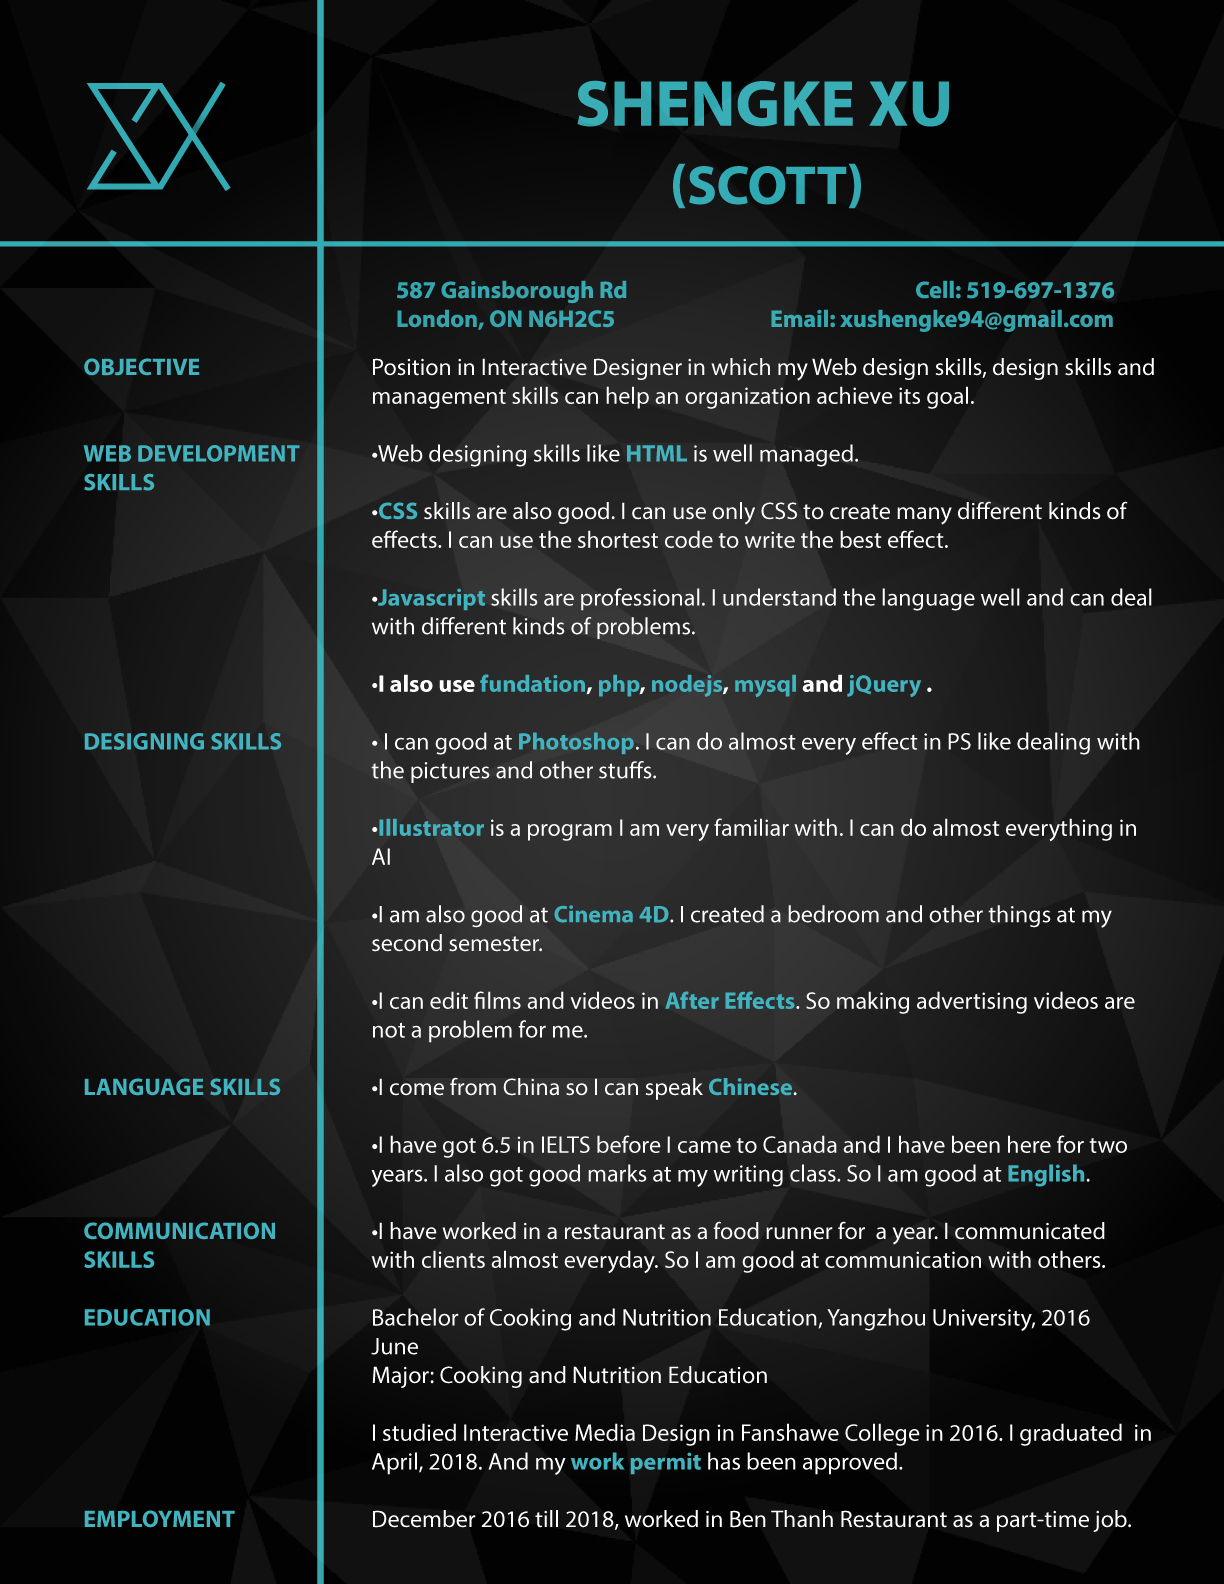 SHENGKE XU
(SCOTT)
587 Gainsborough Rd
London, ON N6H2C5
Cell: 519-697-1376
Email: xushengke94@gmail.com
OBJECTIVE
Position in Interactive Designer in which my Web design skills, design skills and
management skills can help an organization achieve its goal.
WEB DEVELOPMENT
SKILLS
•Web designing skills like HTML is well managed.
•CSS skills are also good. I can use only CSS to create many different kinds of
effects. I can use the shortest code to write the best effect.
•Javascript skills are professional. I understand the language well and can deal
with different kinds of problems.
•I also use fundation, php, nodejs, mysql and jQuery .
DESIGNING SKILLS
• I can good at Photoshop. I can do almost every effect in PS like dealing with
the pictures and other stuffs.
•Illustrator is a program I am very familiar with. I can do almost everything in
AI
•I am also good at Cinema 4D. I created a bedroom and other things at my
second semester.
•I can edit films and videos in After Effects. So making advertising videos are
not a problem for me.
LANGUAGE SKILLS
•I come from China so I can speak Chinese.
•I have got 6.5 in IELTS before I came to Canada and I have been here for two
years. I also got good marks at my writing class. So I am good at English.
COMMUNICATION
SKILLS
•I have worked in a restaurant as a food runner for  a year. I communicated
with clients almost everyday. So I am good at communication with others.
EDUCATION
Bachelor of Cooking and Nutrition Education, Yangzhou University, 2016
June
Major: Cooking and Nutrition Education
I studied Interactive Media Design in Fanshawe College in 2016. I graduated  in
April, 2018. And my work permit has been approved.
EMPLOYMENT
December 2016 till 2018, worked in Ben Thanh Restaurant as a part-time job.